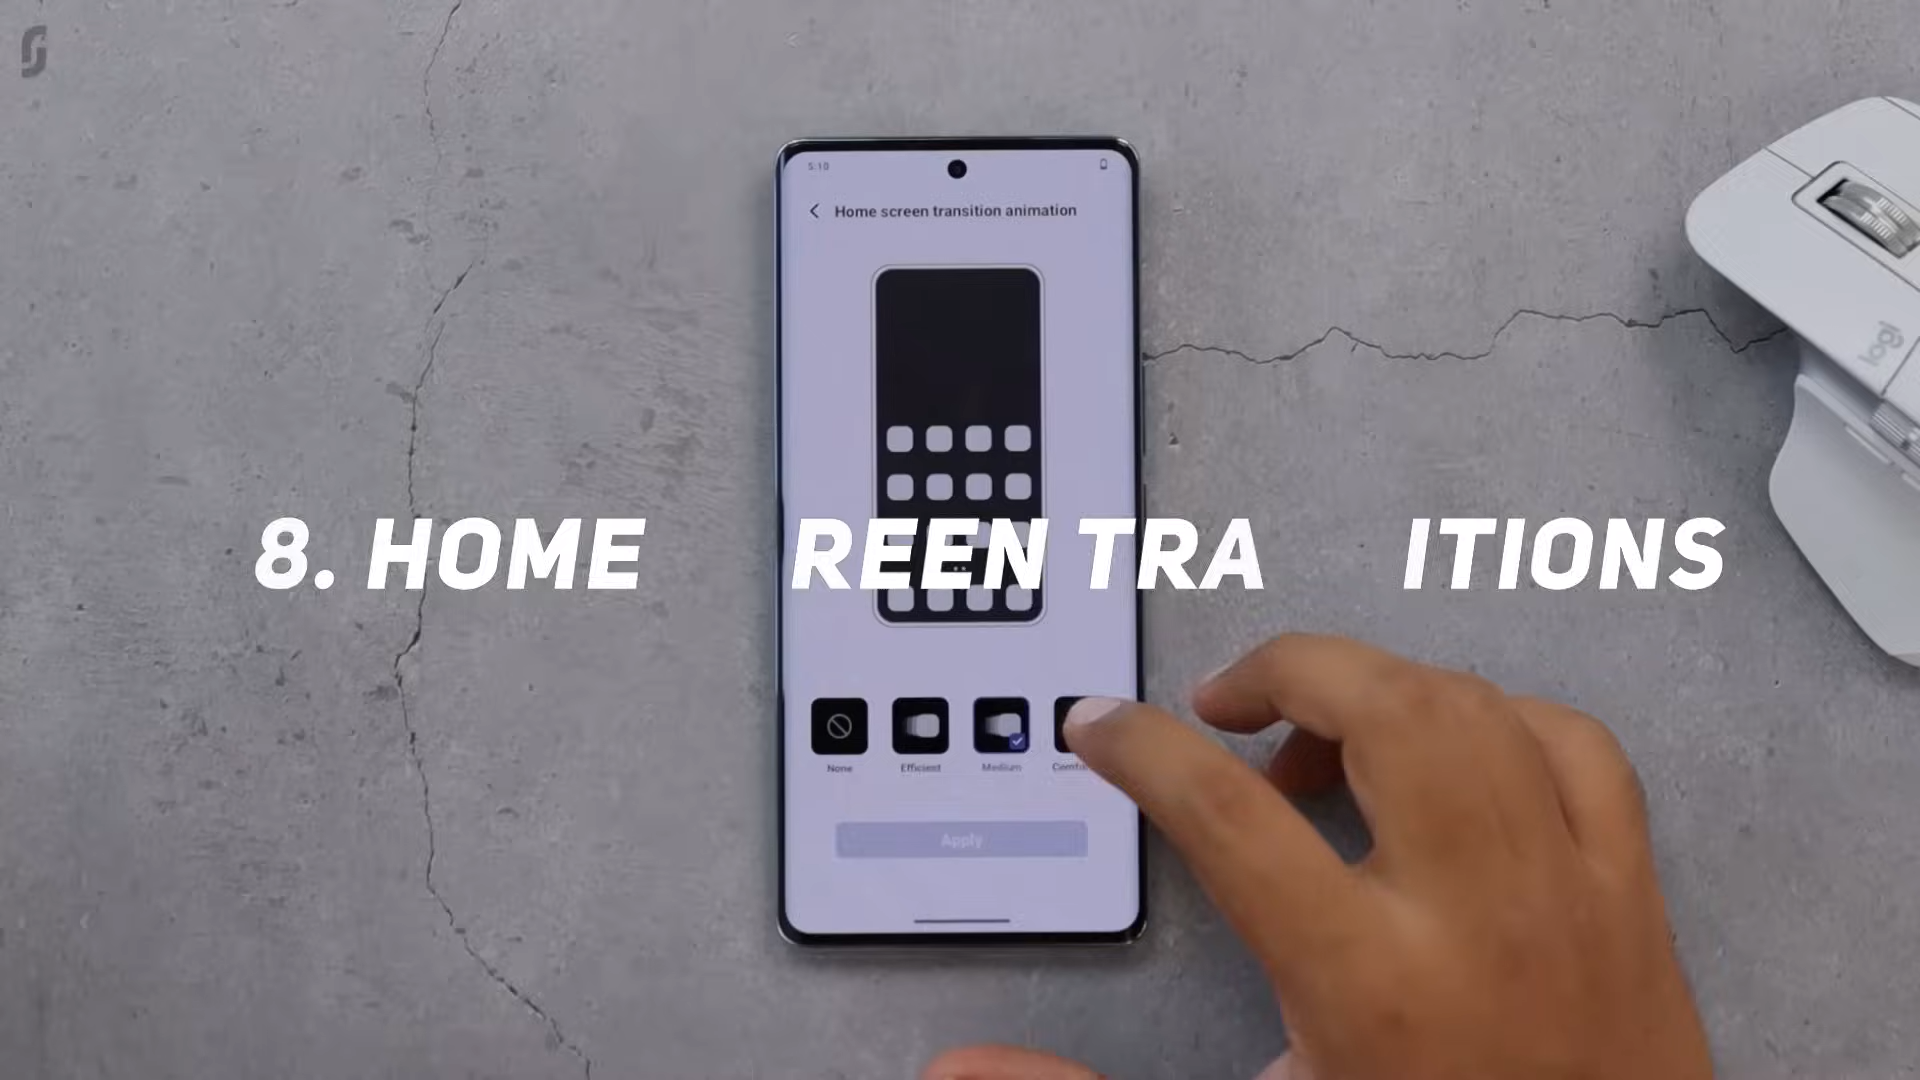 5:10
Home screen transition animation
logi
8. HOME REEN TRA ITIONS
None Efficient Medium
Apply